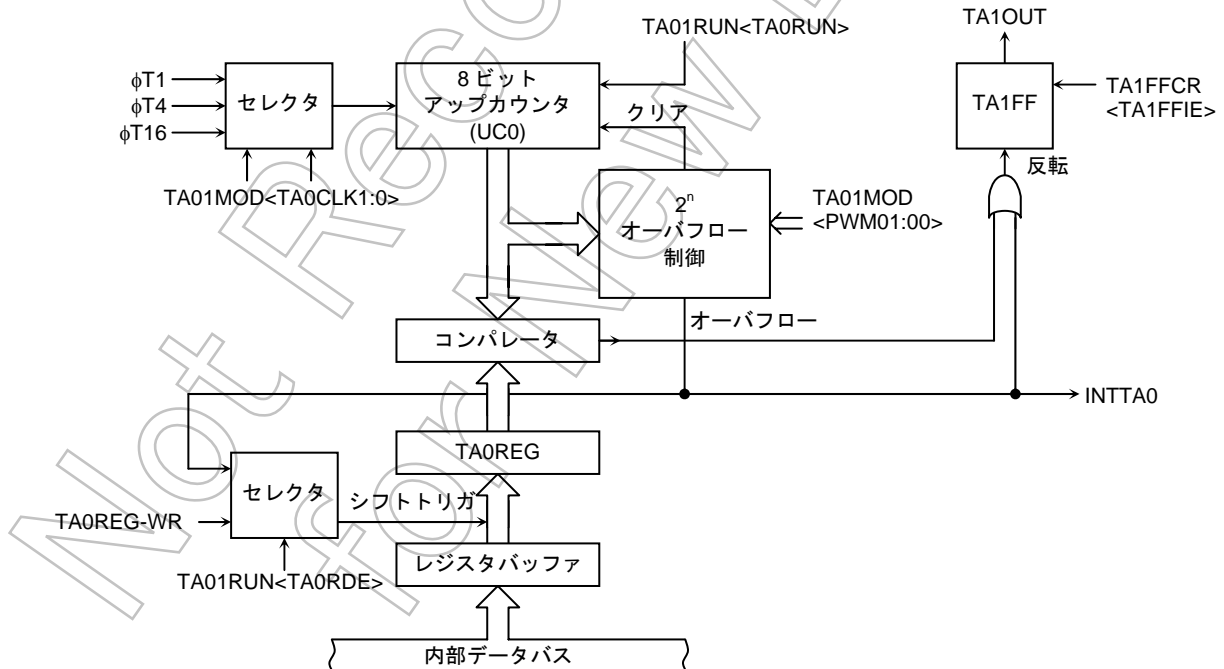 TA1OUT
TA01RUN<TA0RUN>
φT1
φT4
φT16
セレクタ
8 ビット
アップカウンタ
(UC0)
クリア
TA1FF
TA1FFCR
<TA1FFIE>
反転
TA01MOD<TA0CLK1:0>
2ⁿ
オーバフロー
制御
TA01MOD
<PWM01:00>
オーバフロー
コンパレータ
INTTA0
TA0REG
セレクタ
シフトトリガ
TA0REG-WR
レジスタバッファ
TA01RUN<TA0RDE>
内部データバス
Not Reco
for New